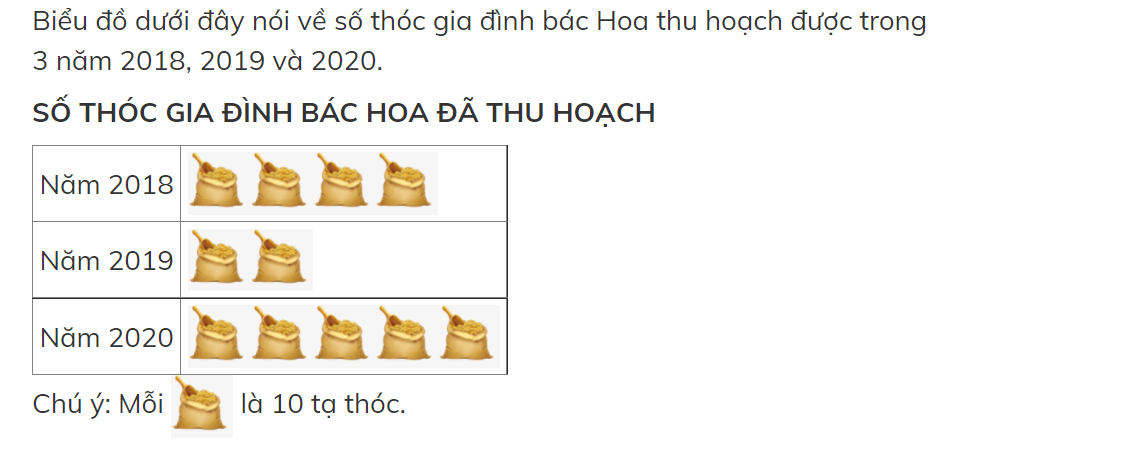 Biểu đồ dưới đây nói về số thóc gia đình bác Hoa thu hoạch được trong
3 năm 2018, 2019 và 2020.
SỐ THÓC GIA ĐÌNH BÁC HOA ĐÃ THU HOẠCH
Năm 2018
Năm 2019
Năm 2020
Chú ý: Mỗi là 10 tạ thóc.